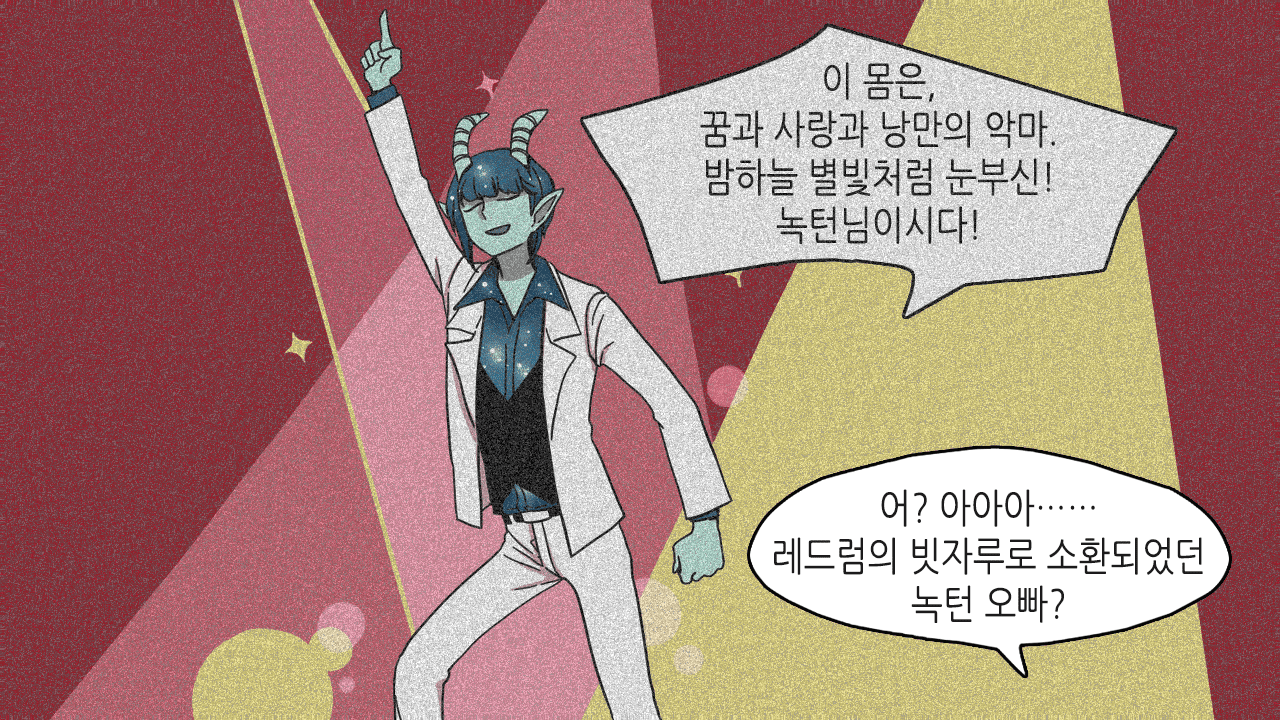 이 몸은,
꿈과 사랑과 낭만의 악마.
밤하늘 별빛처럼 눈부신!
녹턴님이시다!
어? 아아아……
레드럼의 빗자루로 소환되었던
녹턴 오빠?